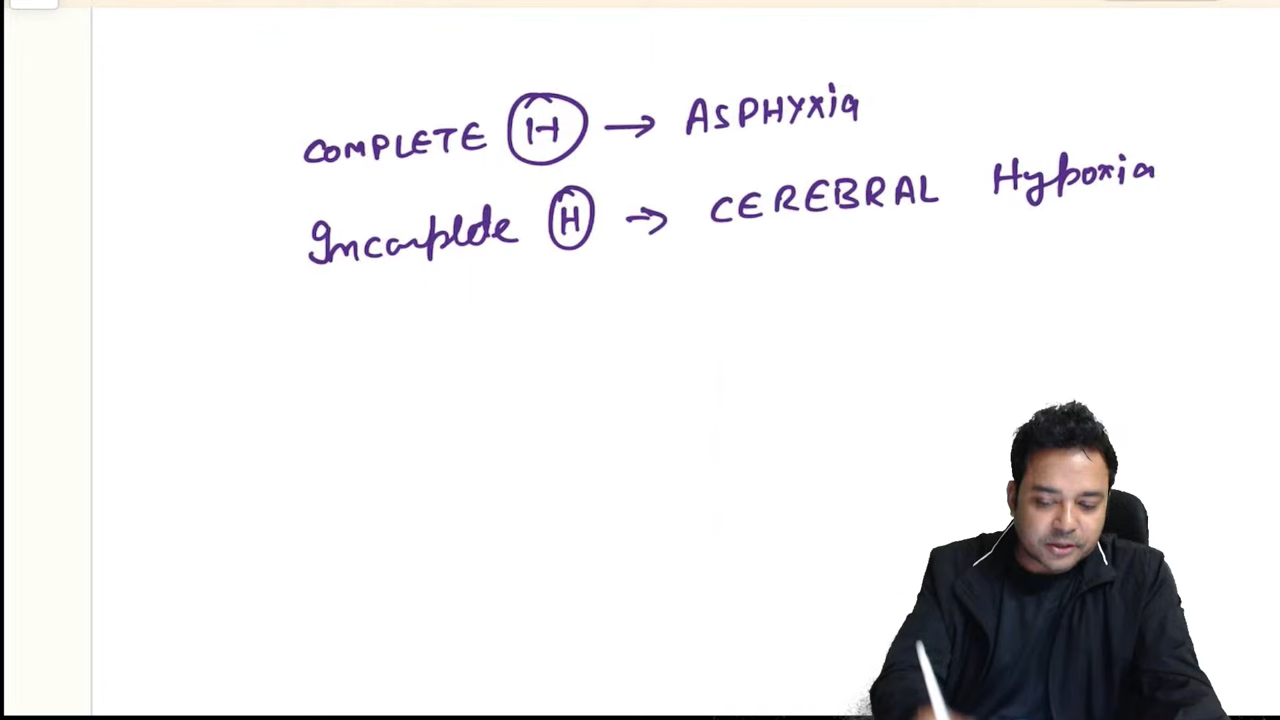 COMPLETE H → ASPHYXia
Incomplete H → CEREBRAL Hypoxia